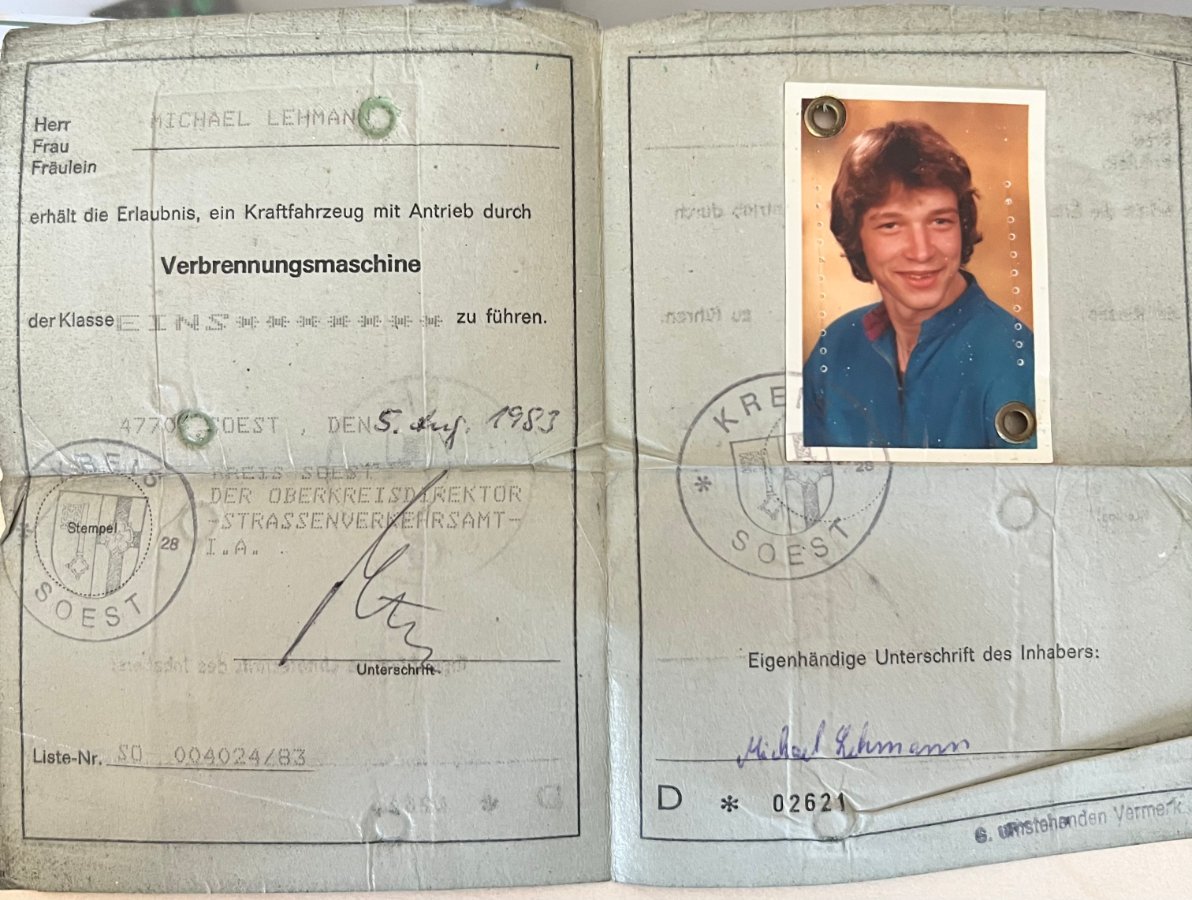 Herr MICHAEL LEHMANN
Frau
Fräulein
erhält die Erlaubnis, ein Kraftfahrzeug mit Antrieb durch
Verbrennungsmaschine
der Klasse EINS******* zu führen.
4770 SOEST , DEN 5. Aug. 1983
KREIS SOEST
DER OBERKREISDIREKTOR
-STRASSENVERKEHRSAMT-
I.A.
KREIS
Stempel
28
SOEST
Unterschrift
Liste-Nr. SO 004024/83
KREIS
* 28
SOEST
Eigenhändige Unterschrift des Inhabers:
Michael Lehmann
D * 02621
S. umstehenden Vermerk